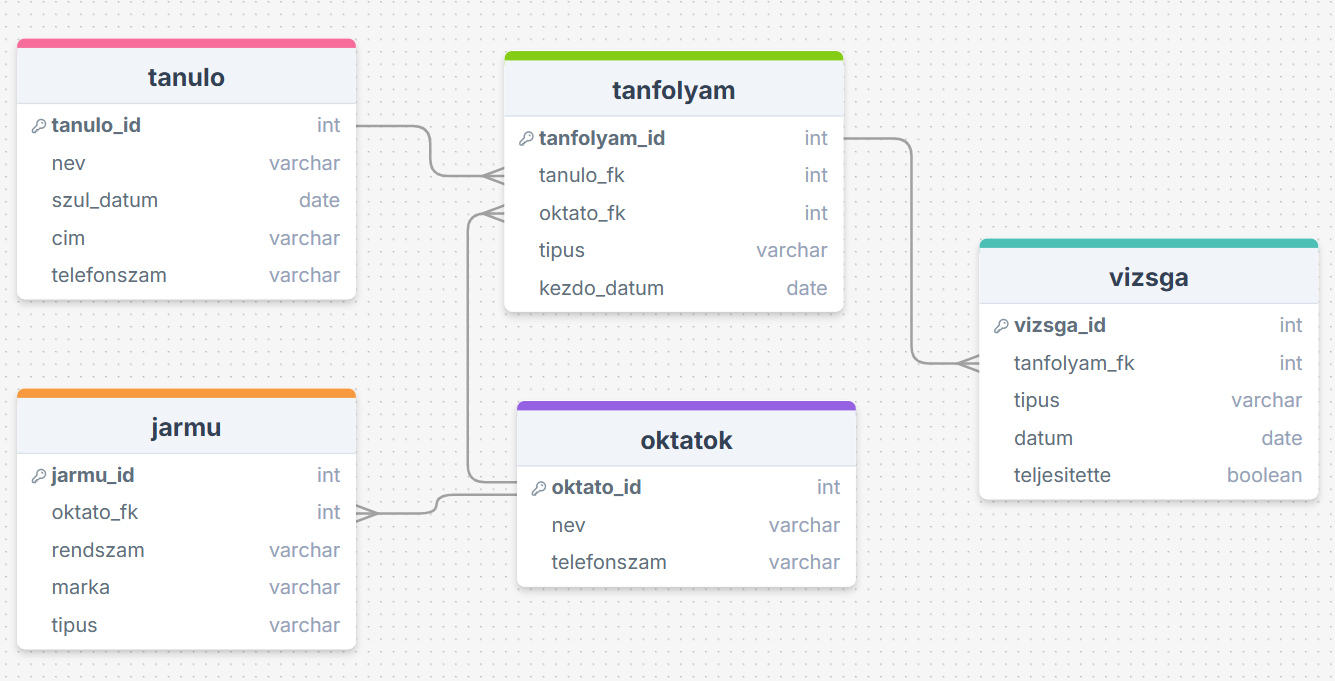 tanulo
tanulo_id int
nev varchar
szul_datum date
cim varchar
telefonszam varchar
tanfolyam
tanfolyam_id int
tanulo_fk int
oktato_fk int
tipus varchar
kezdo_datum date
vizsga
vizsga_id int
tanfolyam_fk int
tipus varchar
datum date
teljesitette boolean
jarmu
jarmu_id int
oktato_fk int
rendszam varchar
marka varchar
tipus varchar
oktatok
oktato_id int
nev varchar
telefonszam varchar